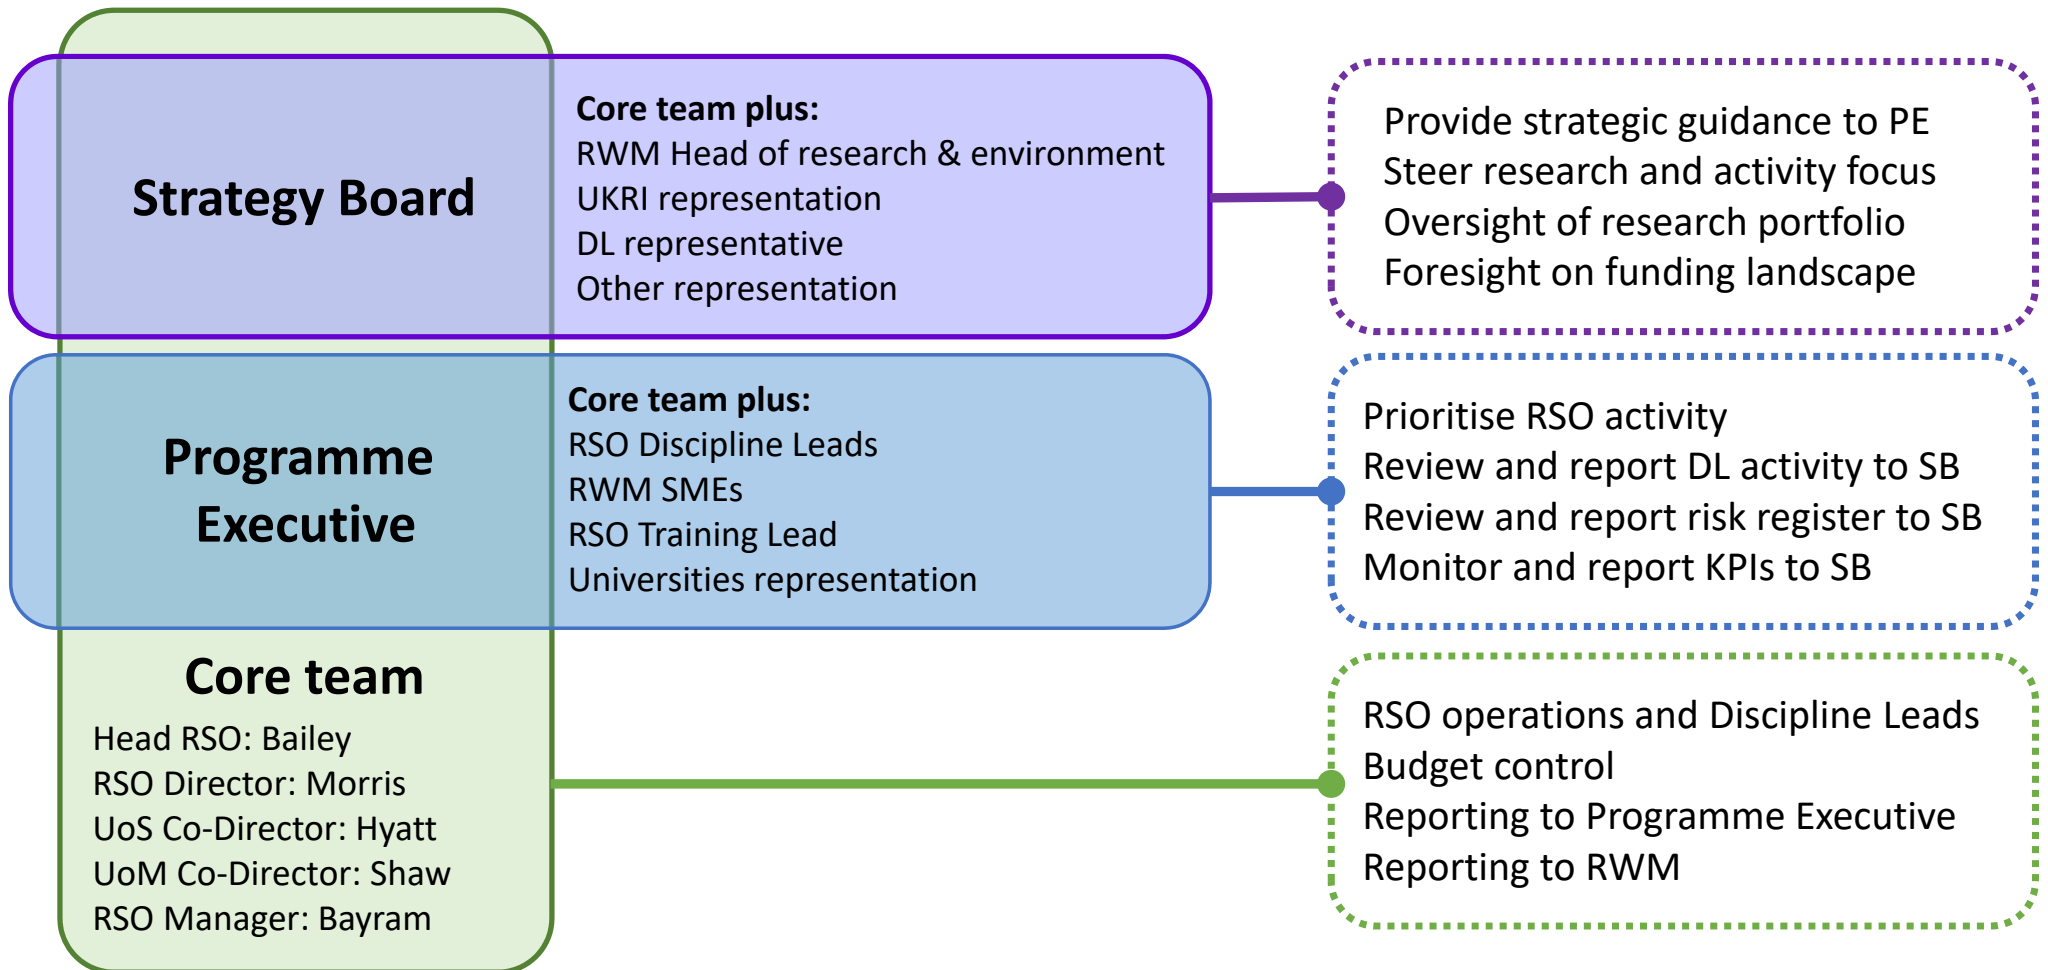 Strategy Board
Core team plus:
RWM Head of research & environment
UKRI representation
DL representative
Other representation
Provide strategic guidance to PE
Steer research and activity focus
Oversight of research portfolio
Foresight on funding landscape
Programme
Executive
Core team plus:
RSO Discipline Leads
RWM SMEs
RSO Training Lead
Universities representation
Prioritise RSO activity
Review and report DL activity to SB
Review and report risk register to SB
Monitor and report KPIs to SB
Core team
Head RSO: Bailey
RSO Director: Morris
UoS Co-Director: Hyatt
UoM Co-Director: Shaw
RSO Manager: Bayram
RSO operations and Discipline Leads
Budget control
Reporting to Programme Executive
Reporting to RWM